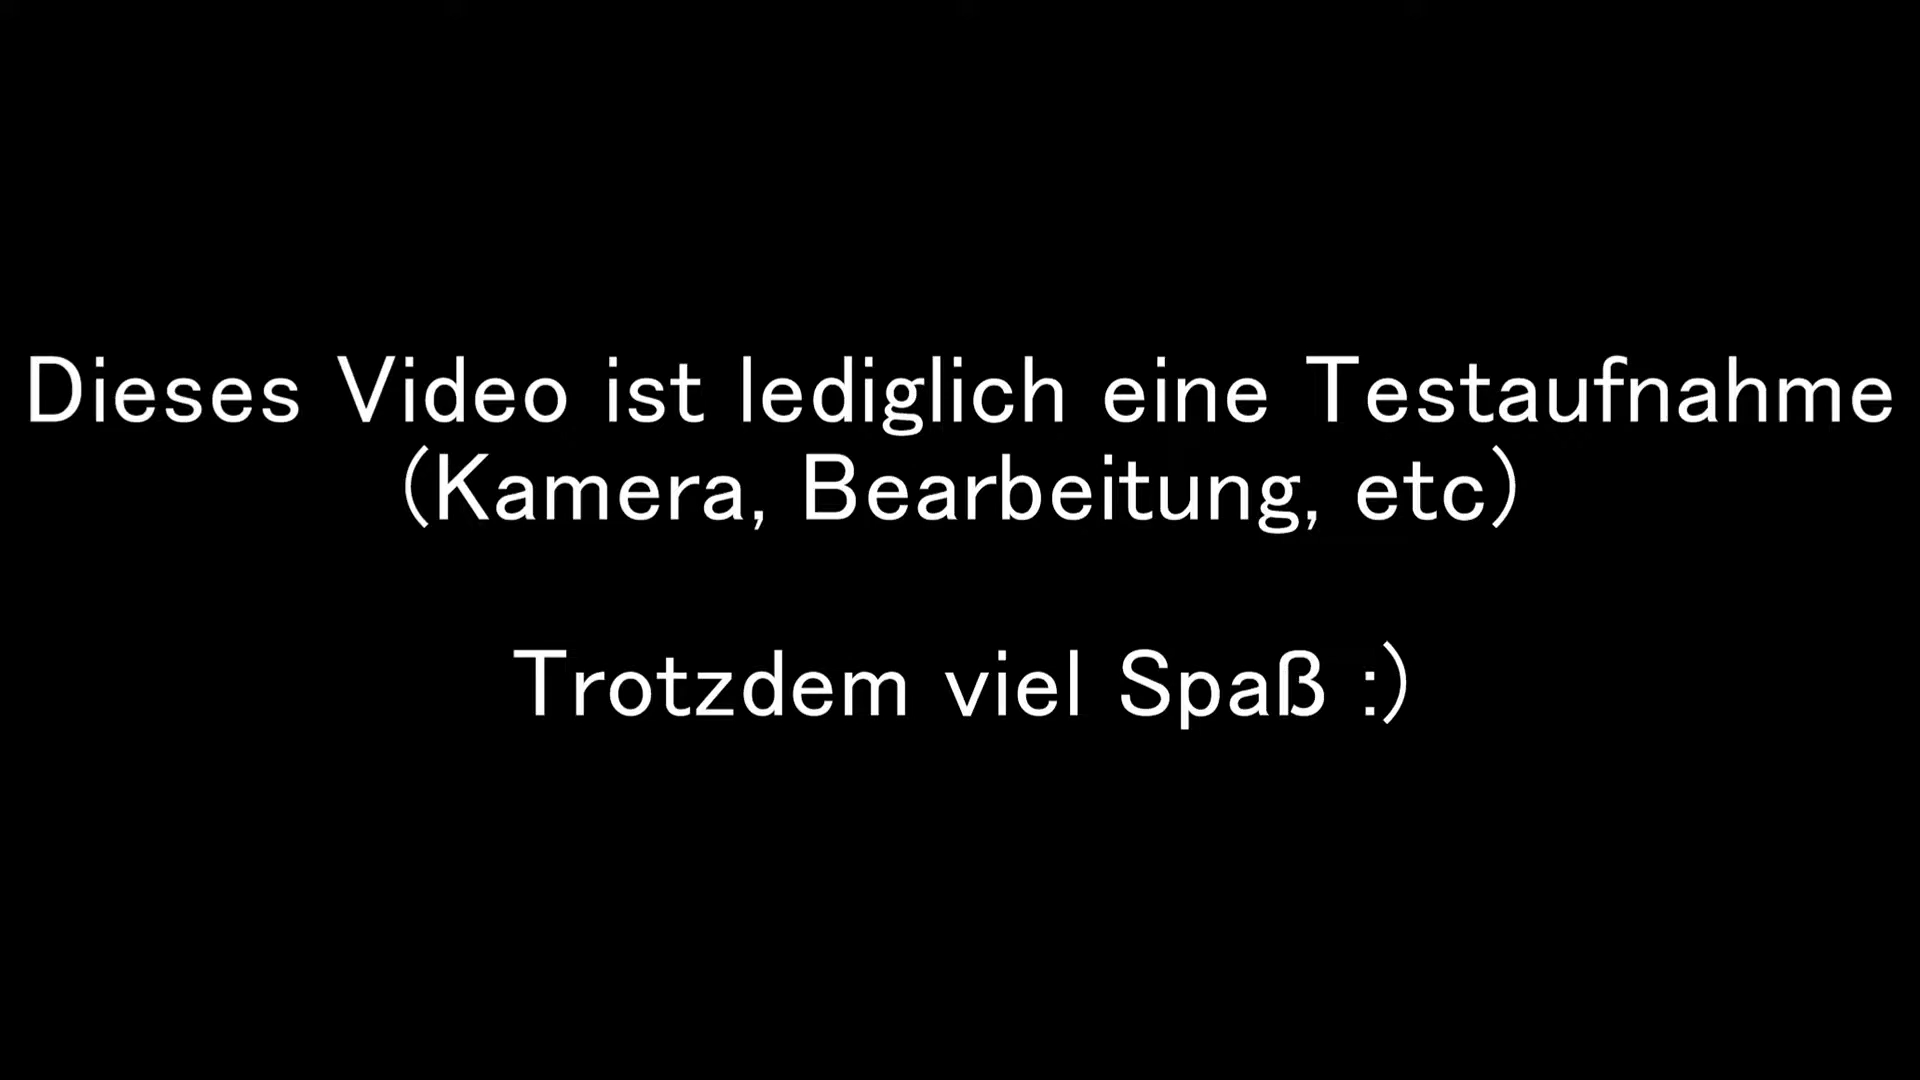 Dieses Video ist lediglich eine Testaufnahme
(Kamera, Bearbeitung, etc)
Trotzdem viel Spaß :)